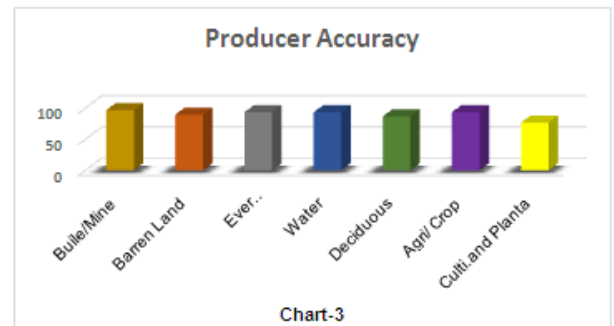 Producer Accuracy
100
50
0
Buile/Mine
Barren Land
Ever..
Water
Deciduous
Agri/ Crop
Culti.and Planta
Chart-3